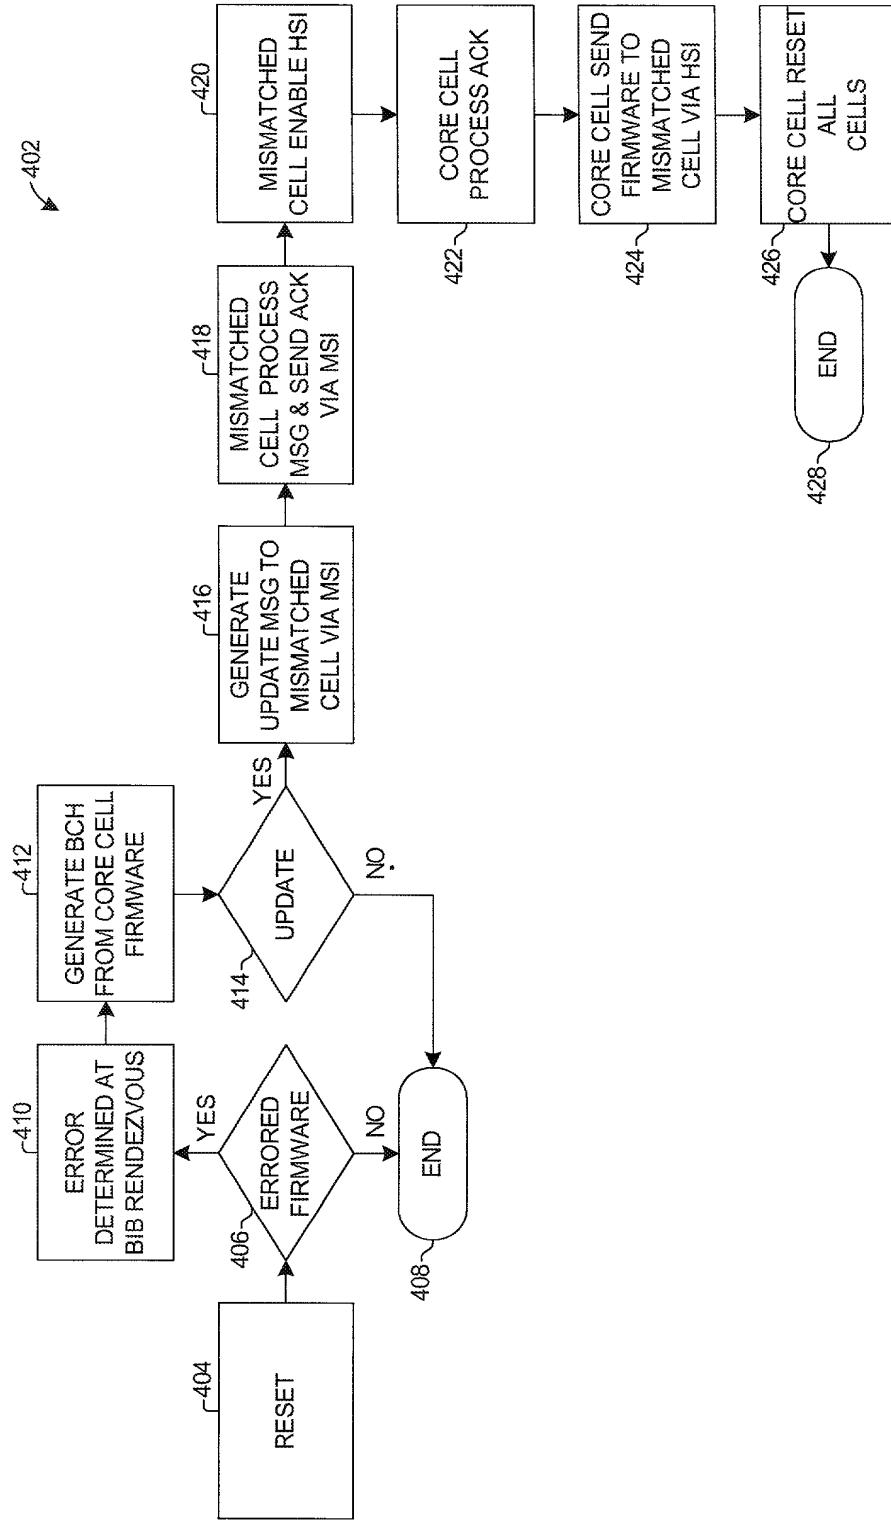 402
404
RESET
406
ERRORED
FIRMWARE
YES
NO
408
END
410
ERROR
DETERMINED AT
BIB RENDEZVOUS
412
GENERATE BCH
FROM CORE CELL
FIRMWARE
414
UPDATE
YES
NO.
416
GENERATE
UPDATE MSG TO
MISMATCHED
CELL VIA MSI
418
MISMATCHED
CELL PROCESS
MSG & SEND ACK
VIA MSI
420
MISMATCHED
CELL ENABLE HSI
422
CORE CELL
PROCESS ACK
424
CORE CELL SEND
FIRMWARE TO
MISMATCHED
CELL VIA HSI
426
CORE CELL RESET
ALL
CELLS
428
END